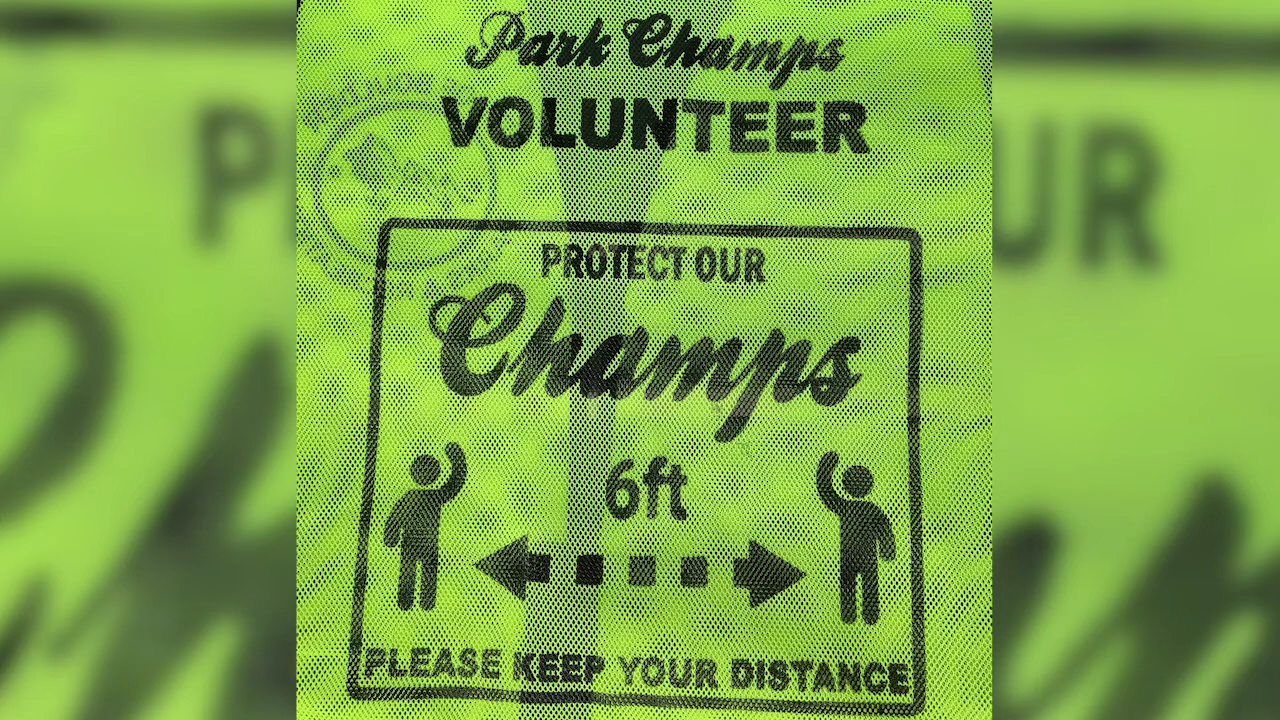 Park Champs
VOLUNTEER
PROTECT OUR
Champs
6ft
PLEASE KEEP YOUR DISTANCE